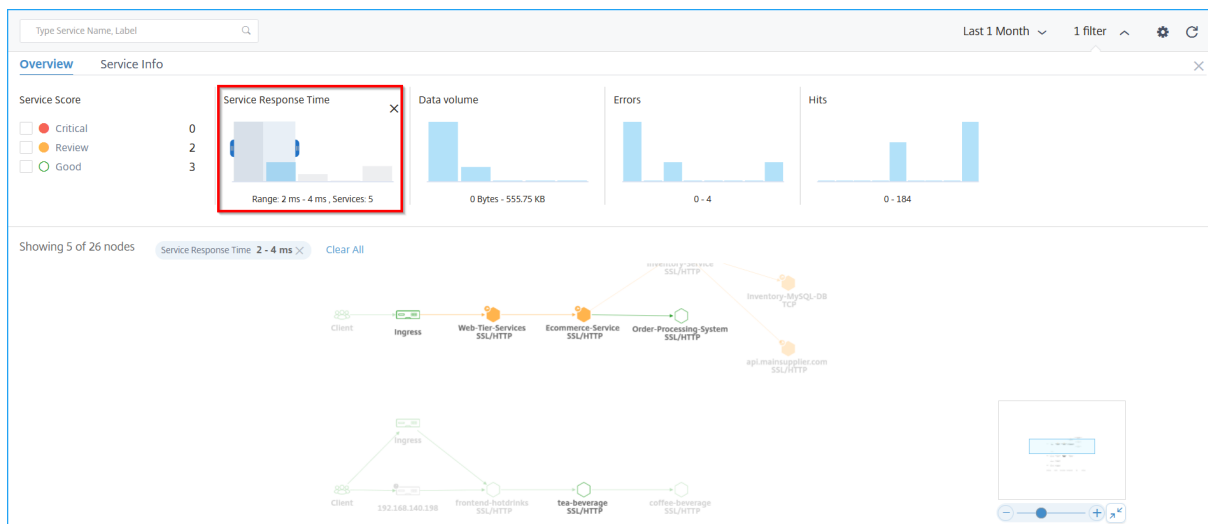 Type Service Name, Label
Last 1 Month
1 filter
Overview
Service Info
Service Score
Critical 0
Review 2
Good 3
Service Response Time
Range: 2 ms - 4 ms , Services: 5
Data volume
0 Bytes - 555.75 KB
Errors
0 - 4
Hits
0 - 184
Showing 5 of 26 nodes
Service Response Time 2 - 4 ms
Clear All
Inventory-Service
SSL/HTTP
Inventory-MySQL-DB
TCP
Client
Ingress
Web-Tier-Services
SSL/HTTP
Ecommerce-Service
SSL/HTTP
Order-Processing-System
SSL/HTTP
api.mainsupplier.com
SSL/HTTP
Ingress
Client
192.168.140.198
frontend-hotdrinks
SSL/HTTP
tea-beverage
SSL/HTTP
coffee-beverage
SSL/HTTP